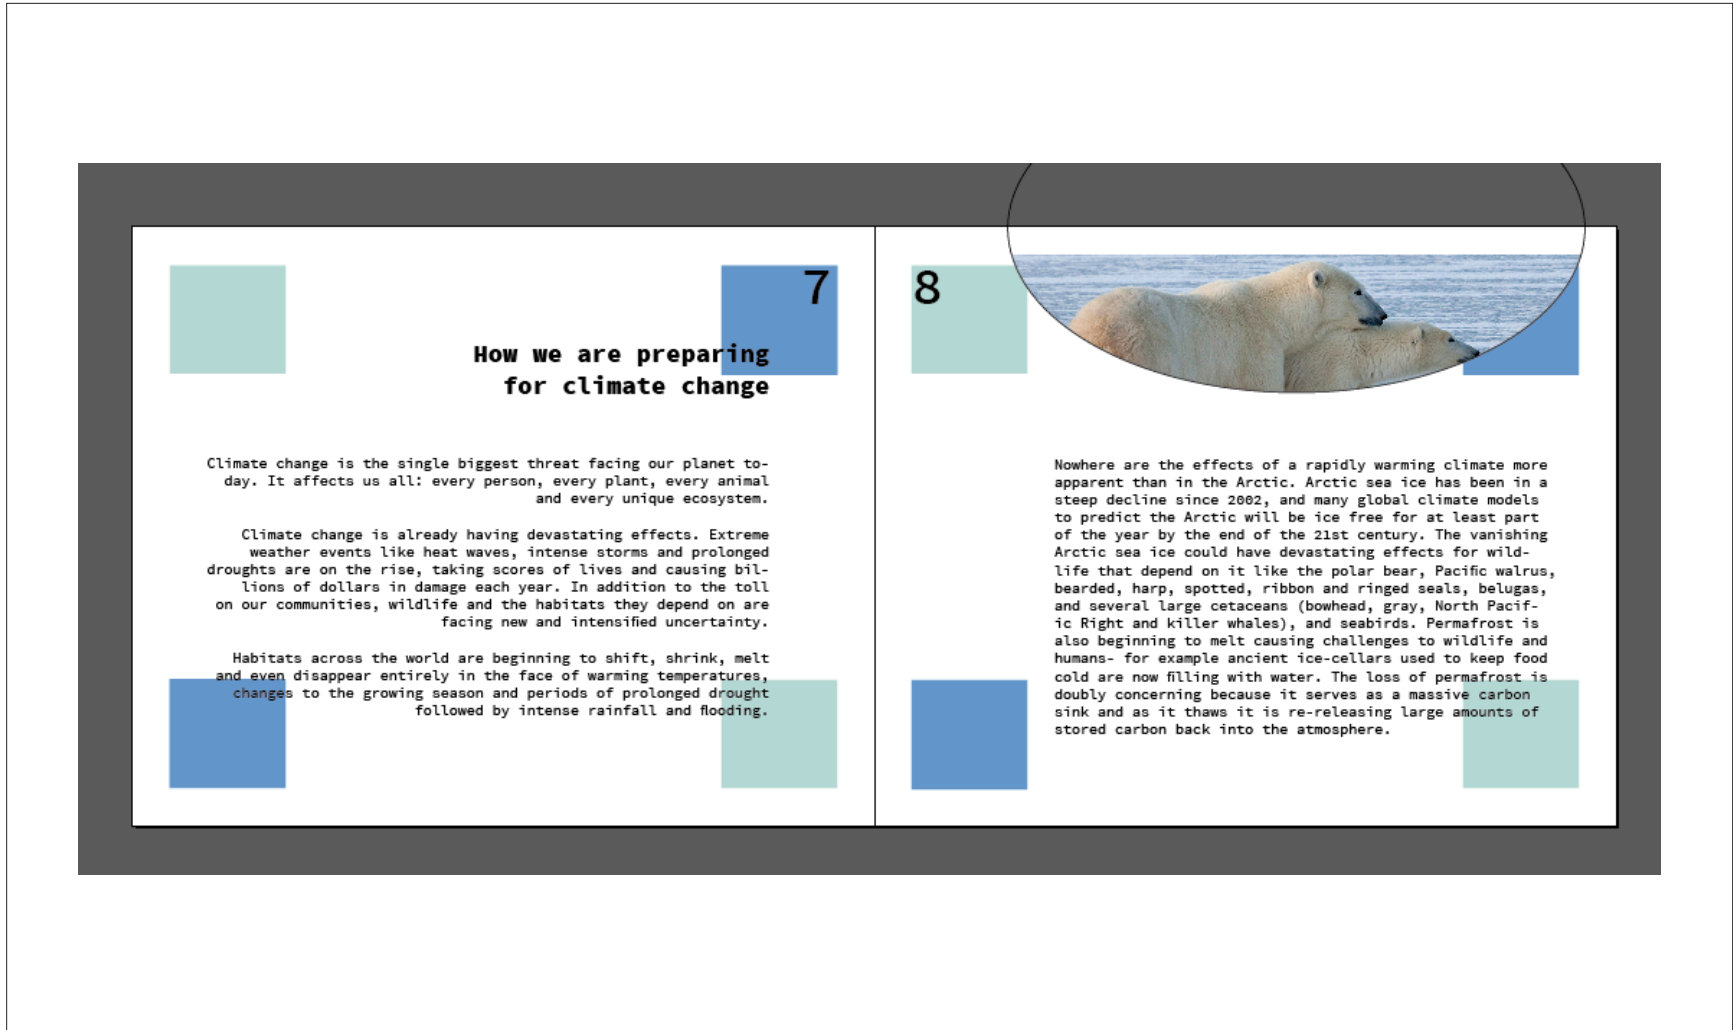 7
How we are preparing
for climate change
Climate change is the single biggest threat facing our planet to-
day. It affects us all: every person, every plant, every animal
and every unique ecosystem.
Climate change is already having devastating effects. Extreme
weather events like heat waves, intense storms and prolonged
droughts are on the rise, taking scores of lives and causing bil-
lions of dollars in damage each year. In addition to the toll
on our communities, wildlife and the habitats they depend on are
facing new and intensified uncertainty.
Habitats across the world are beginning to shift, shrink, melt
and even disappear entirely in the face of warming temperatures,
changes to the growing season and periods of prolonged drought
followed by intense rainfall and flooding.
8
Nowhere are the effects of a rapidly warming climate more
apparent than in the Arctic. Arctic sea ice has been in a
steep decline since 2002, and many global climate models
to predict the Arctic will be ice free for at least part
of the year by the end of the 21st century. The vanishing
Arctic sea ice could have devastating effects for wild-
life that depend on it like the polar bear, Pacific walrus,
bearded, harp, spotted, ribbon and ringed seals, belugas,
and several large cetaceans (bowhead, gray, North Pacif-
ic Right and killer whales), and seabirds. Permafrost is
also beginning to melt causing challenges to wildlife and
humans- for example ancient ice-cellars used to keep food
cold are now filling with water. The loss of permafrost is
doubly concerning because it serves as a massive carbon
sink and as it thaws it is re-releasing large amounts of
stored carbon back into the atmosphere.